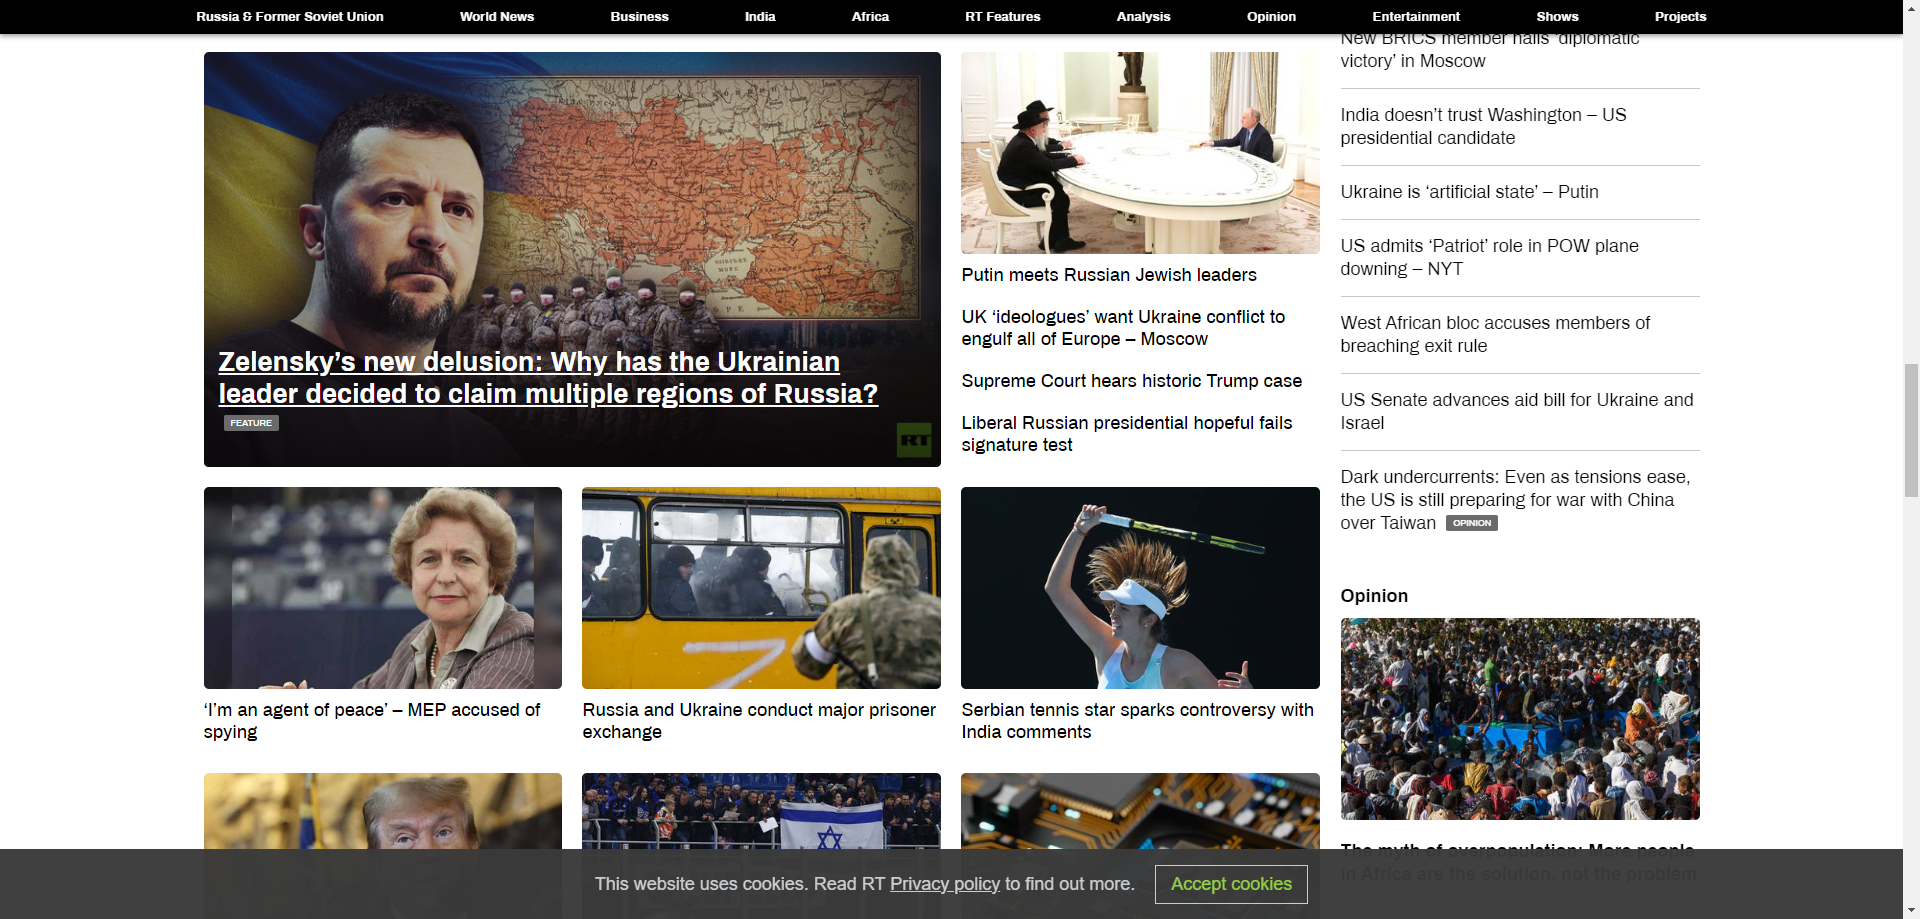 Russia & Former Soviet Union
World News
Business
India
Africa
RT Features
Analysis
Opinion
Entertainment
Shows
Projects
Zelensky’s new delusion: Why has the Ukrainian
leader decided to claim multiple regions of Russia?
FEATURE
RT
Putin meets Russian Jewish leaders
UK ‘ideologues’ want Ukraine conflict to
engulf all of Europe – Moscow
Supreme Court hears historic Trump case
Liberal Russian presidential hopeful fails
signature test
‘I’m an agent of peace’ – MEP accused of
spying
Russia and Ukraine conduct major prisoner
exchange
Serbian tennis star sparks controversy with
India comments
New BRICS member hails ‘diplomatic
victory’ in Moscow
India doesn’t trust Washington – US
presidential candidate
Ukraine is ‘artificial state’ – Putin
US admits ‘Patriot’ role in POW plane
downing – NYT
West African bloc accuses members of
breaching exit rule
US Senate advances aid bill for Ukraine and
Israel
Dark undercurrents: Even as tensions ease,
the US is still preparing for war with China
over Taiwan OPINION
Opinion
The myth of overpopulation: More people
in Africa are the solution, not the problem
This website uses cookies. Read RT Privacy policy to find out more.
Accept cookies